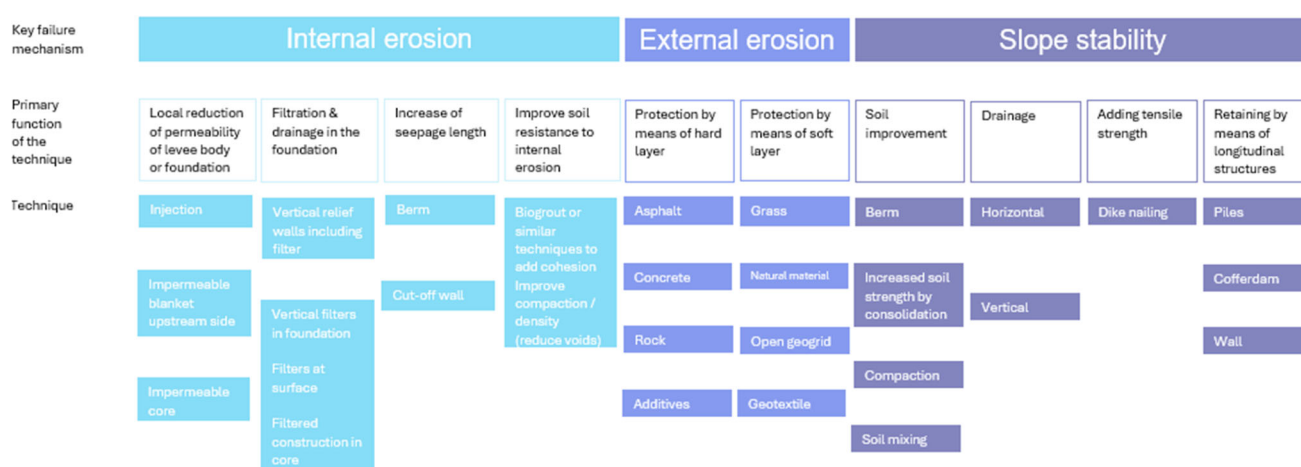 Key failure
mechanism
Internal erosion
External erosion
Slope stability
Primary
function
of the
technique
Local reduction
of permeability
of levee body
or foundation
Filtration &
drainage in the
foundation
Increase of
seepage length
Improve soil
resistance to
internal
erosion
Protection by
means of hard
layer
Protection by
means of soft
layer
Soil
improvement
Drainage
Adding tensile
strength
Retaining by
means of
longitudinal
structures
Technique
Injection
Impermeable
blanket
upstream side
Impermeable
core
Vertical relief
walls including
filter
Vertical filters
in foundation
Filters at
surface
Filtered
construction in
core
Berm
Cut-off wall
Biogrout or
similar
techniques to
add cohesion
Improve
compaction /
density
(reduce voids)
Asphalt
Concrete
Rock
Additives
Grass
Natural material
Open geogrid
Geotextile
Berm
Increased soil
strength by
consolidation
Compaction
Soil mixing
Horizontal
Vertical
Dike nailing
Piles
Cofferdam
Wall